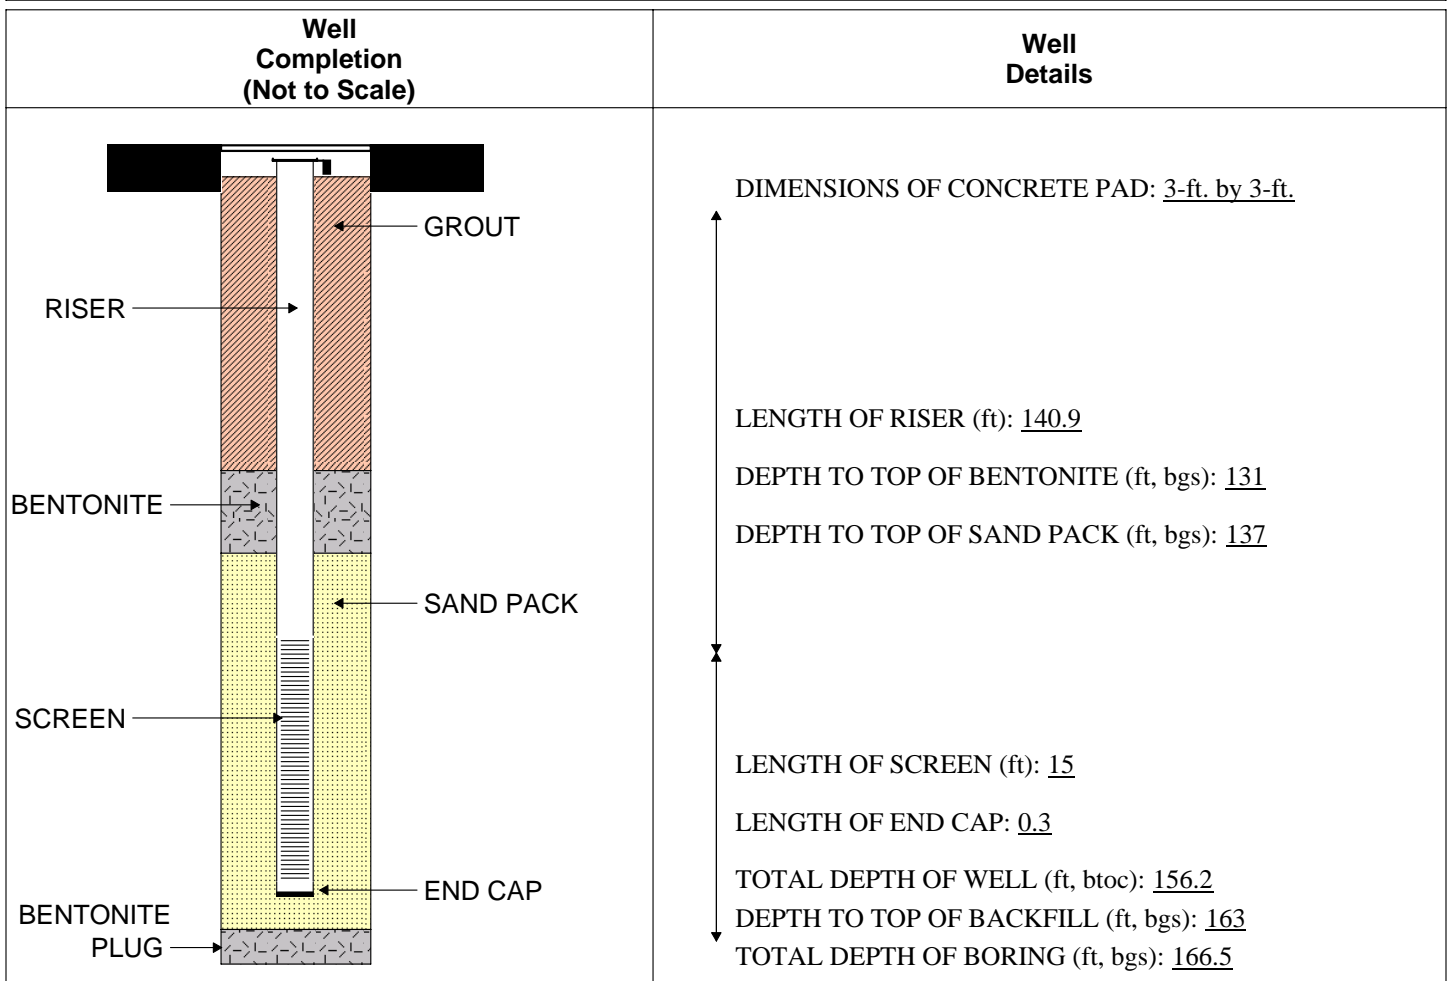 Well
Completion
(Not to Scale)
Well
Details
GROUT
RISER
BENTONITE
SAND PACK
SCREEN
END CAP
BENTONITE
PLUG
DIMENSIONS OF CONCRETE PAD: 3-ft. by 3-ft.
LENGTH OF RISER (ft): 140.9
DEPTH TO TOP OF BENTONITE (ft, bgs): 131
DEPTH TO TOP OF SAND PACK (ft, bgs): 137
LENGTH OF SCREEN (ft): 15
LENGTH OF END CAP: 0.3
TOTAL DEPTH OF WELL (ft, btoc): 156.2
DEPTH TO TOP OF BACKFILL (ft, bgs): 163
TOTAL DEPTH OF BORING (ft, bgs): 166.5